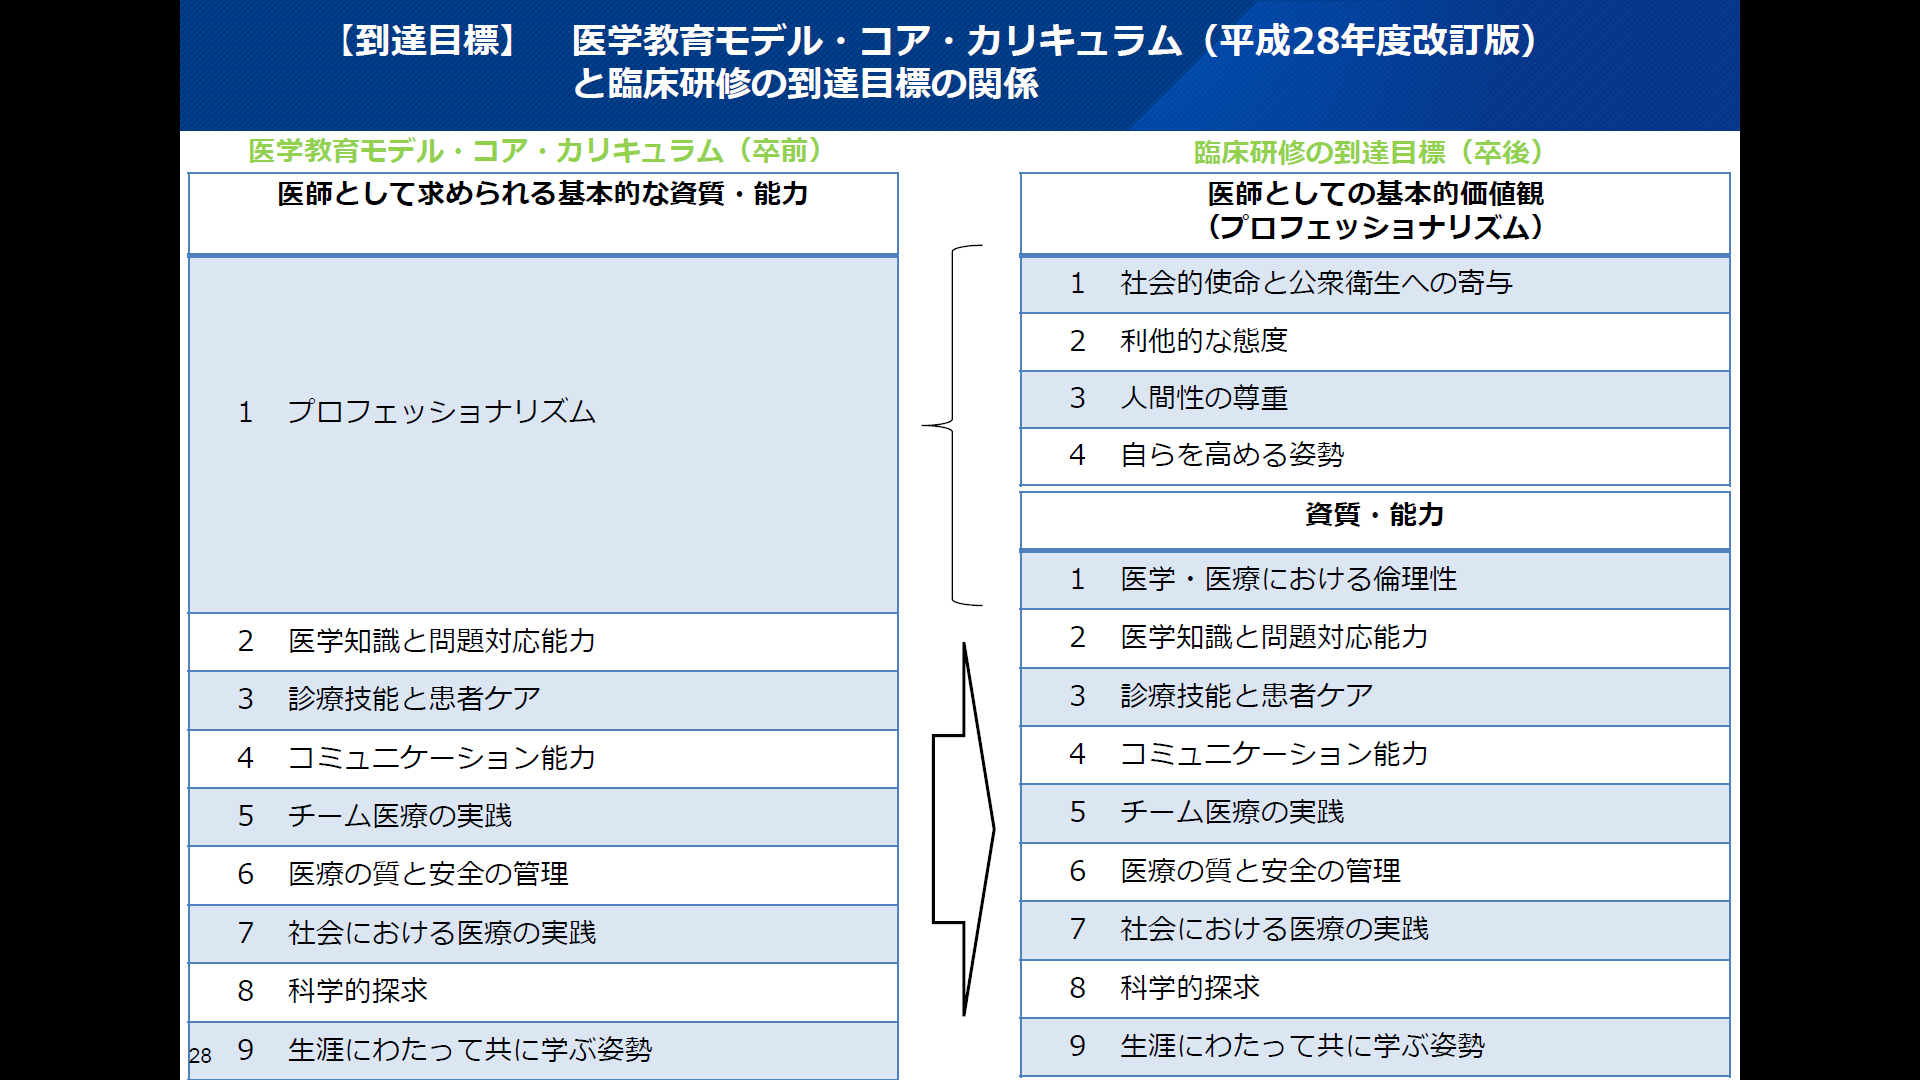 【到達目標】 医学教育モデル・コア・カリキュラム（平成28年度改訂版）
と臨床研修の到達目標の関係
医学教育モデル・コア・カリキュラム（卒前）
医師として求められる基本的な資質・能力
1 プロフェッショナリズム
2 医学知識と問題対応能力
3 診療技能と患者ケア
4 コミュニケーション能力
5 チーム医療の実践
6 医療の質と安全の管理
7 社会における医療の実践
8 科学的探求
9 生涯にわたって共に学ぶ姿勢
臨床研修の到達目標（卒後）
医師としての基本的価値観
（プロフェッショナリズム）
1 社会的使命と公衆衛生への寄与
2 利他的な態度
3 人間性の尊重
4 自らを高める姿勢
資質・能力
1 医学・医療における倫理性
2 医学知識と問題対応能力
3 診療技能と患者ケア
4 コミュニケーション能力
5 チーム医療の実践
6 医療の質と安全の管理
7 社会における医療の実践
8 科学的探求
9 生涯にわたって共に学ぶ姿勢
28